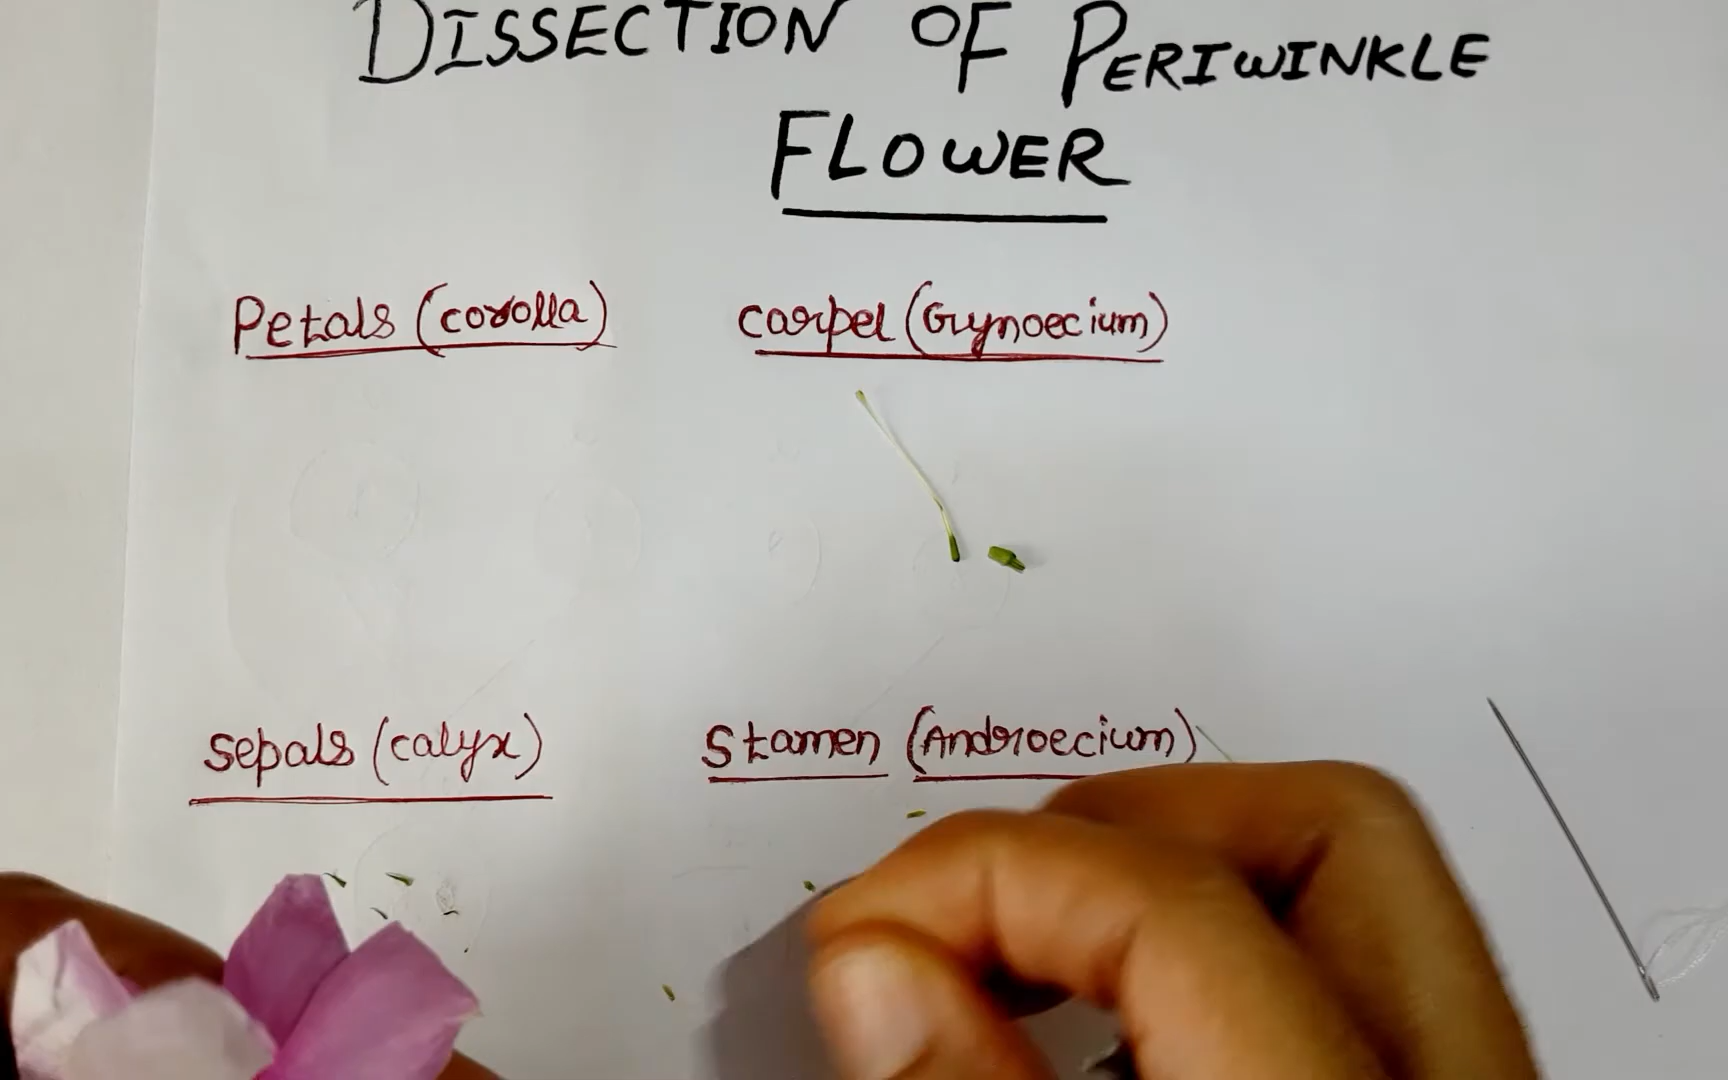 DISSECTION OF PERIWINKLE
FLOWER
Petals (corolla)
carpel (Gynoecium)
sepals (calyx)
Stamen (Androecium)